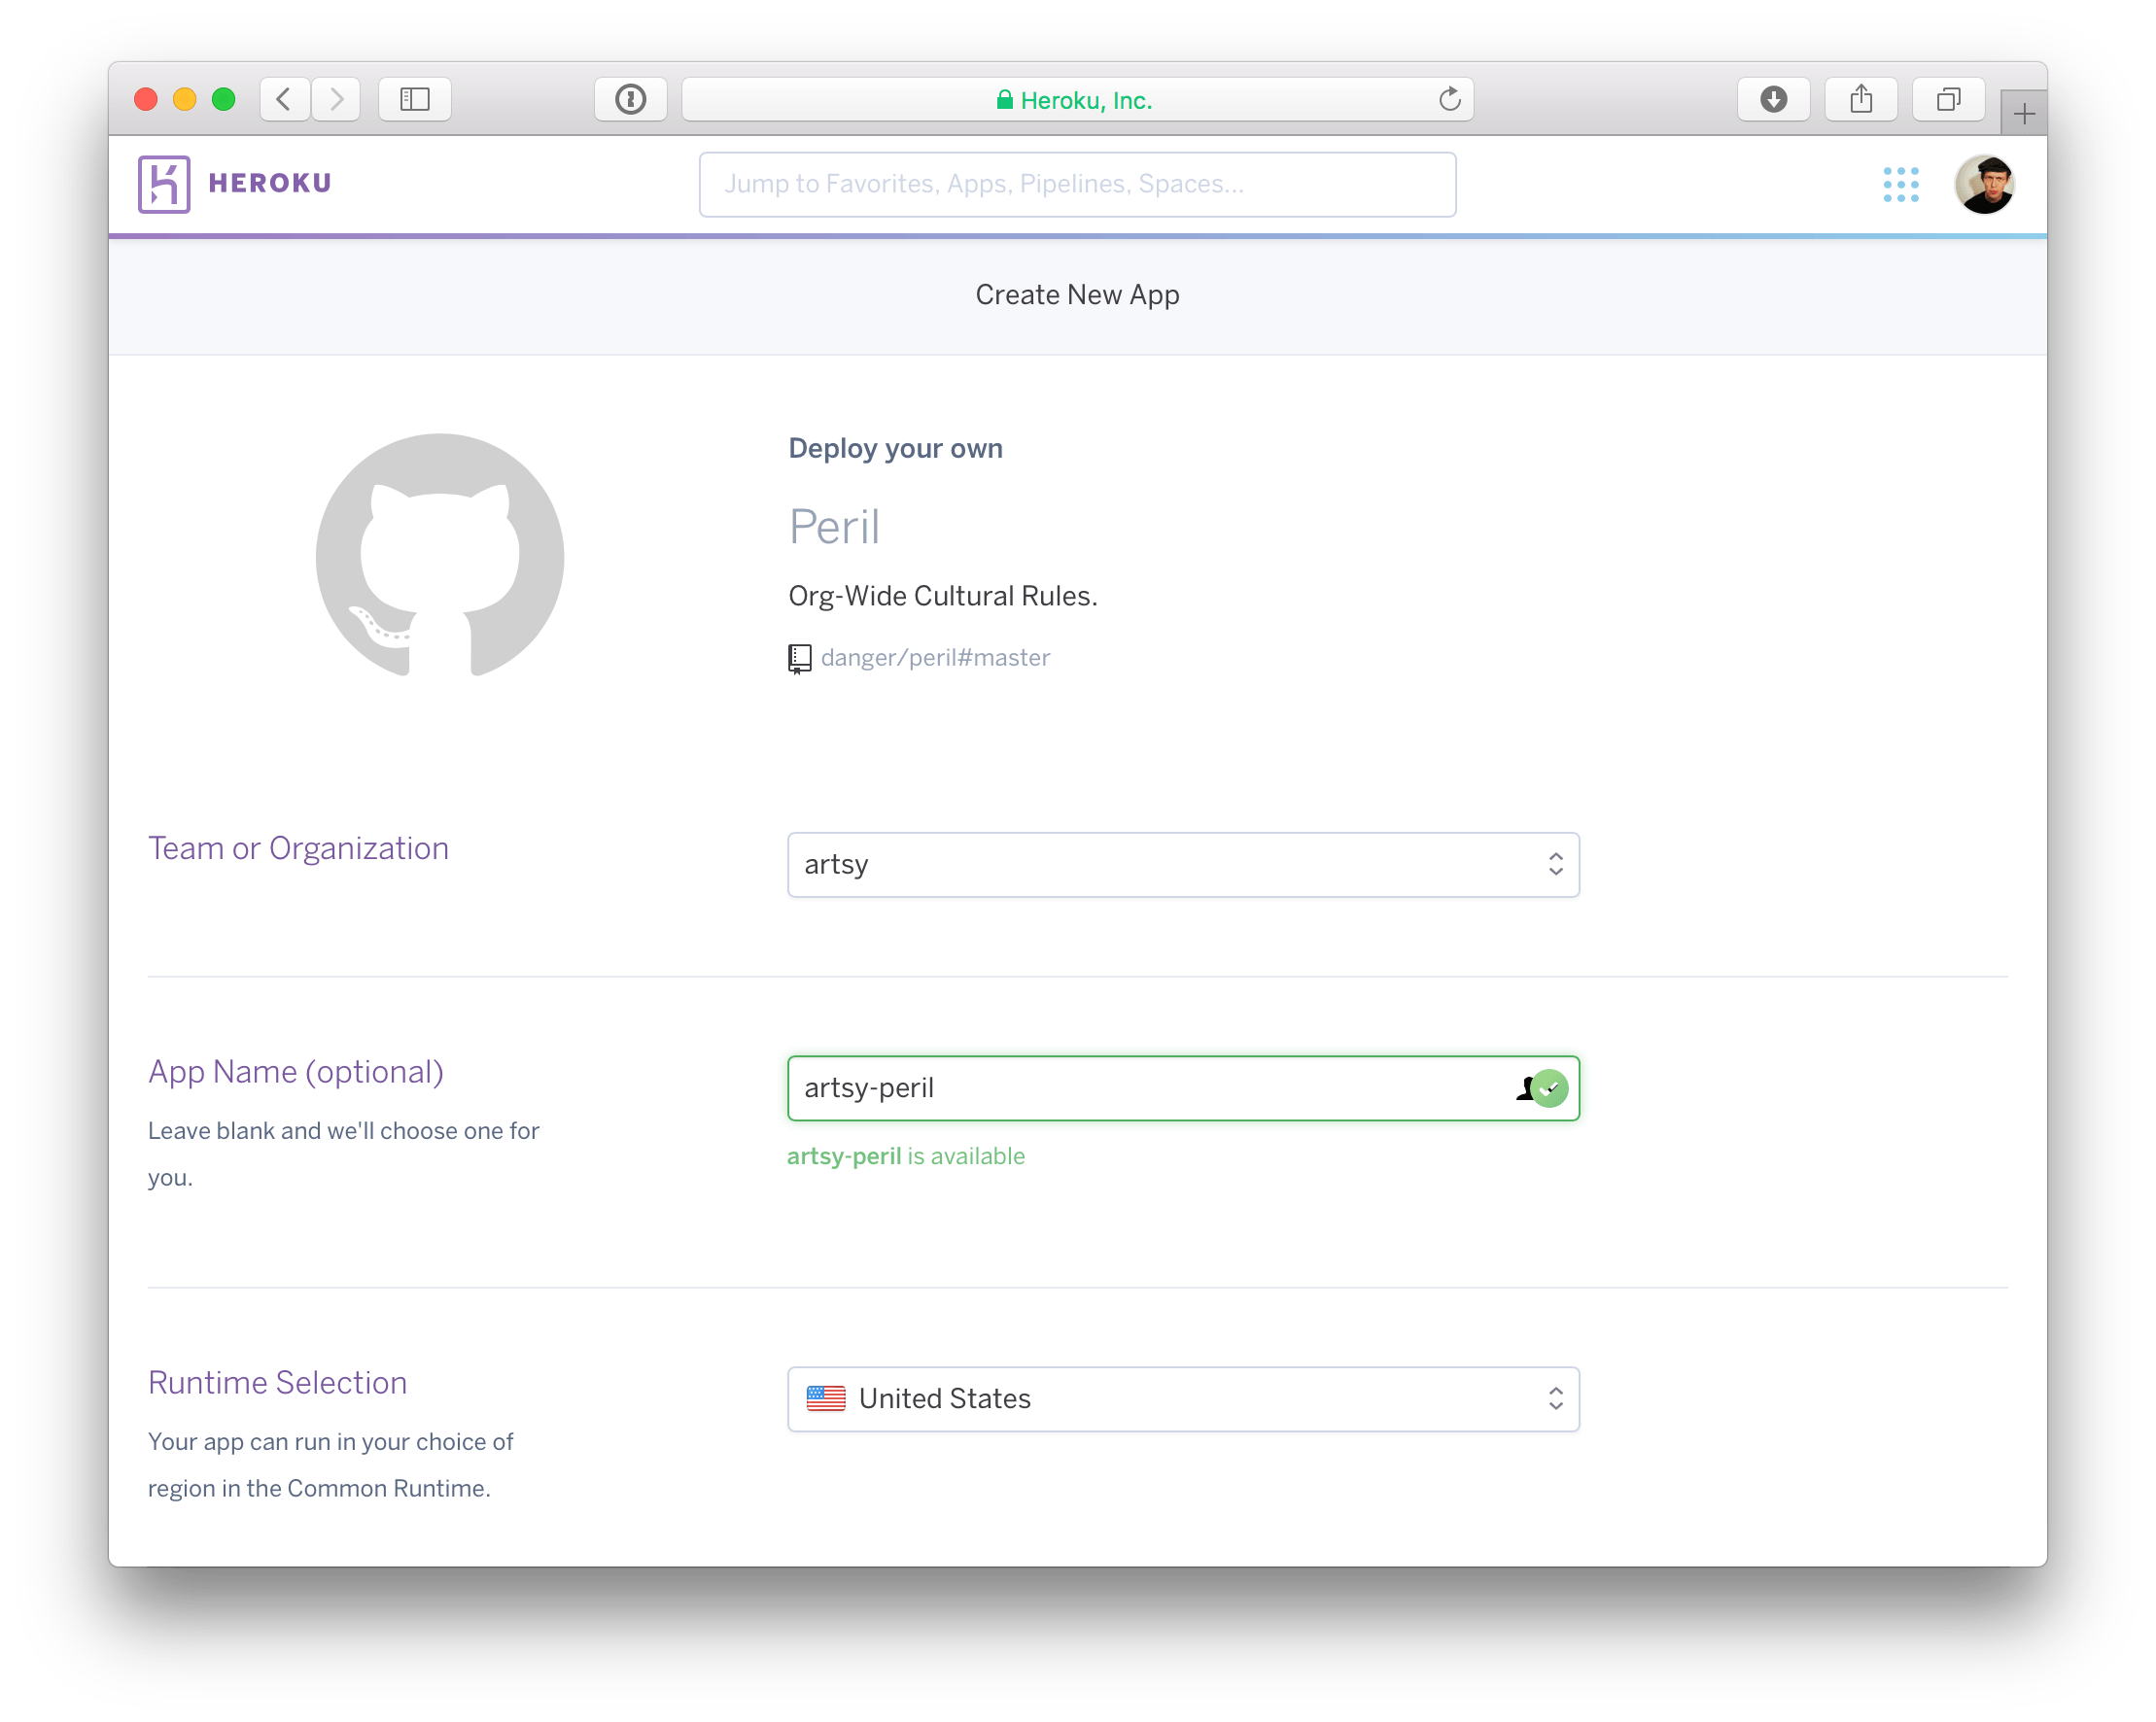 Heroku, Inc.
HEROKU
Jump to Favorites, Apps, Pipelines, Spaces...
Create New App
Deploy your own
Peril
Org-Wide Cultural Rules.
danger/peril#master
Team or Organization
artsy
App Name (optional)
Leave blank and we'll choose one for
you.
artsy-peril
artsy-peril is available
Runtime Selection
Your app can run in your choice of
region in the Common Runtime.
United States